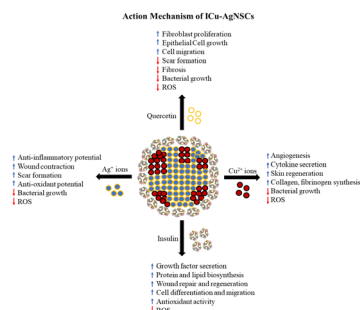 Action Mechanism of ICu-AgNSCs
↑ Fibroblast proliferation
↑ Epithelial Cell growth
↑ Cell migration
↓ Scar formation
↓ Fibrosis
↓ Bacterial growth
↓ ROS
Quercetin
↑ Anti-inflammatory potential
↑ Wound contraction
↑ Scar formation
↑ Anti-oxidant potential
↓ Bacterial growth
↓ ROS
Ag⁺ ions
Cu²⁺ ions
↑ Angiogenesis
↑ Cytokine secretion
↑ Skin regeneration
↑ Collagen, fibrinogen synthesis
↓ Bacterial growth
↓ ROS
Insulin
↑ Growth factor secretion
↑ Protein and lipid biosynthesis
↑ Wound repair and regeneration
↑ Cell differentiation and migration
↑ Antioxidant activity
ROS